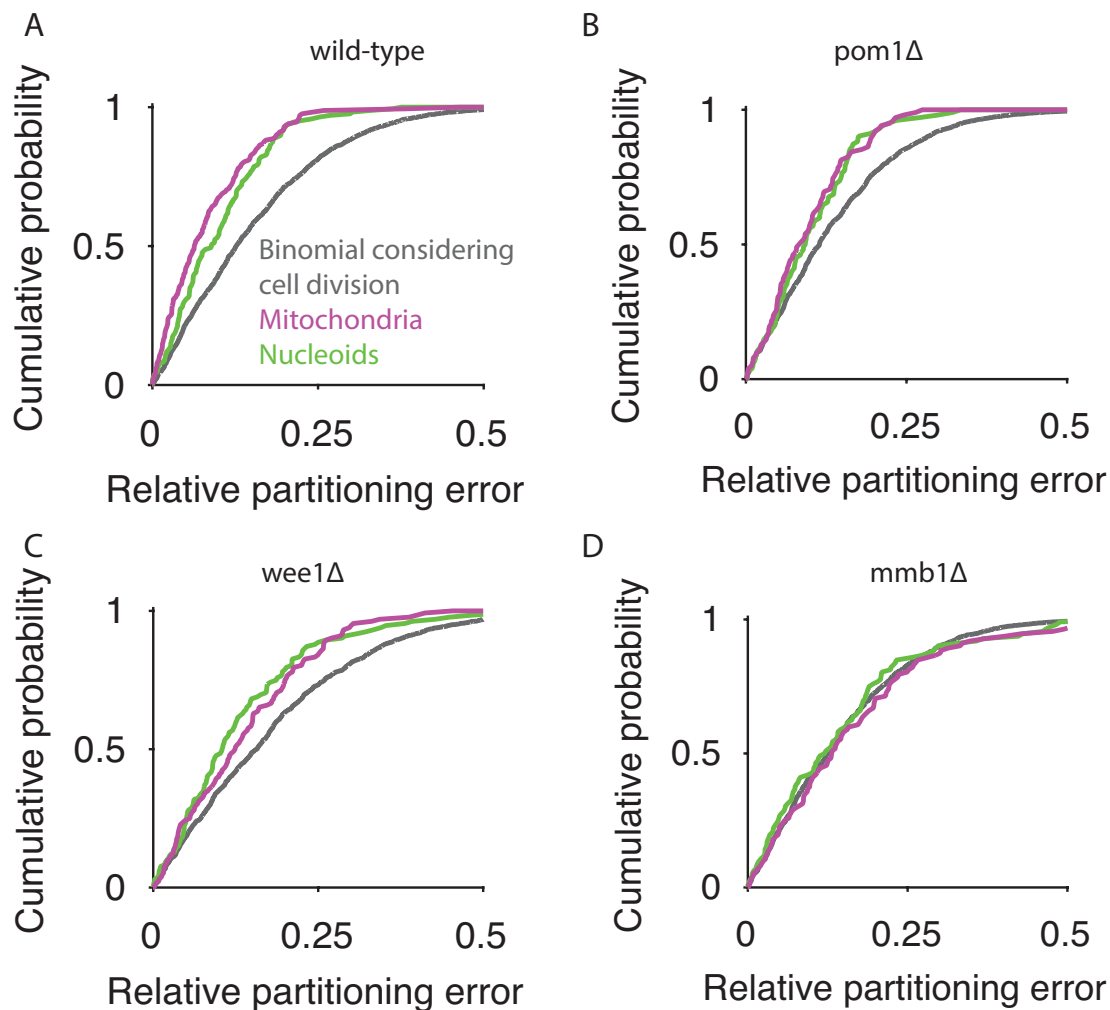 A
wild-type
Cumulative probability
1
0.5
0
Binomial considering
cell division
Mitochondria
Nucleoids
0 0.25 0.5
Relative partitioning error
B
pom1Δ
Cumulative probability
1
0.5
0
0 0.25 0.5
Relative partitioning error
C
wee1Δ
Cumulative probability
1
0.5
0
0 0.25 0.5
Relative partitioning error
D
mmb1Δ
Cumulative probability
1
0.5
0
0 0.25 0.5
Relative partitioning error